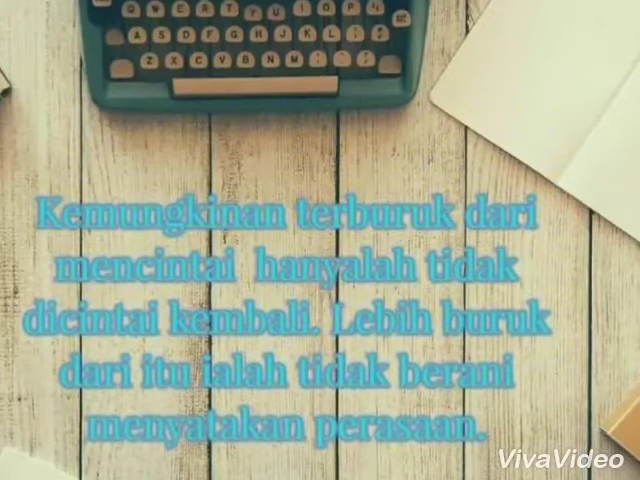 Q W E R T Y U I O P
A S D F G H J K L
Z X C V B N M
Kemungkinan terburuk dari
mencintai hanyalah tidak
dicintai kembali. Lebih buruk
dari itu ialah tidak berani
menyatakan perasaan.
VivaVideo